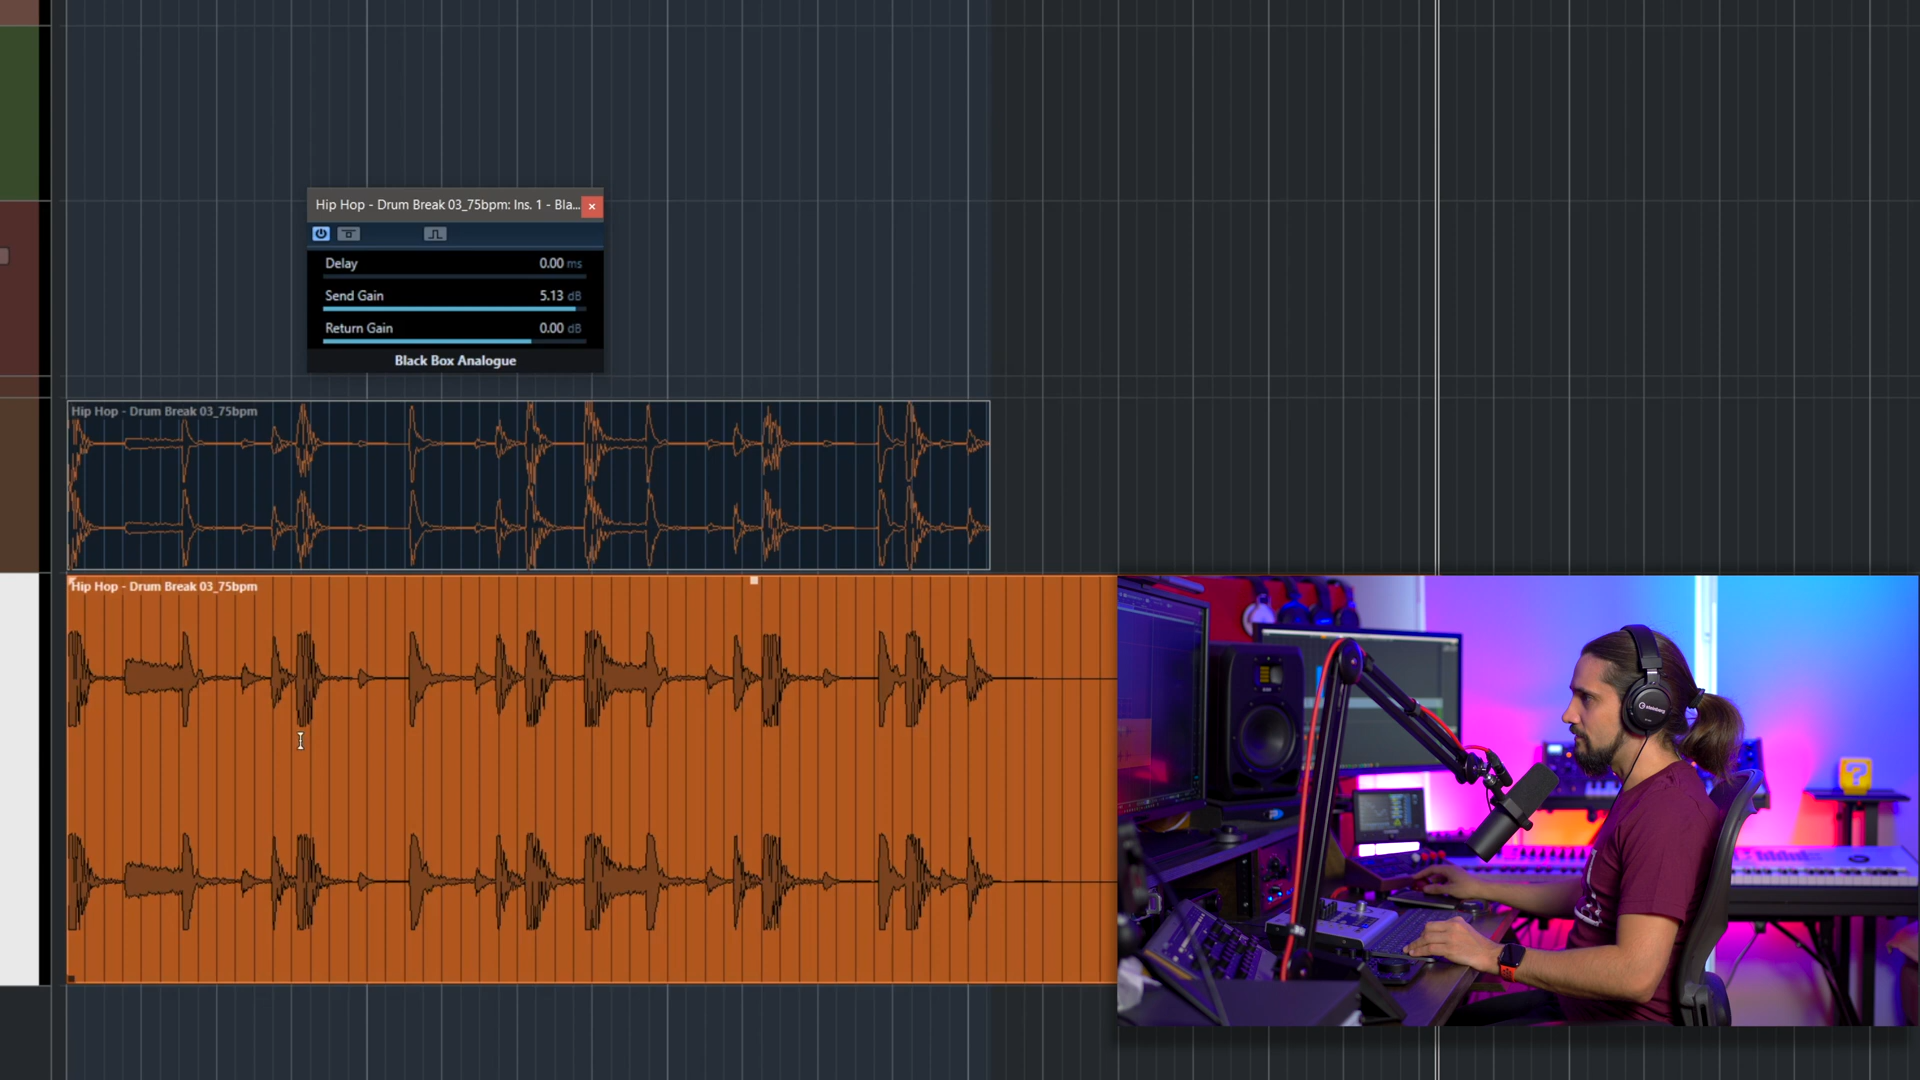 Hip Hop - Drum Break 03_75bpm: Ins. 1 - Bla...
Delay 0.00 ms
Send Gain 5.13 dB
Return Gain 0.00 dB
Black Box Analogue
Hip Hop - Drum Break 03_75bpm
Hip Hop - Drum Break 03_75bpm
steinberg
?